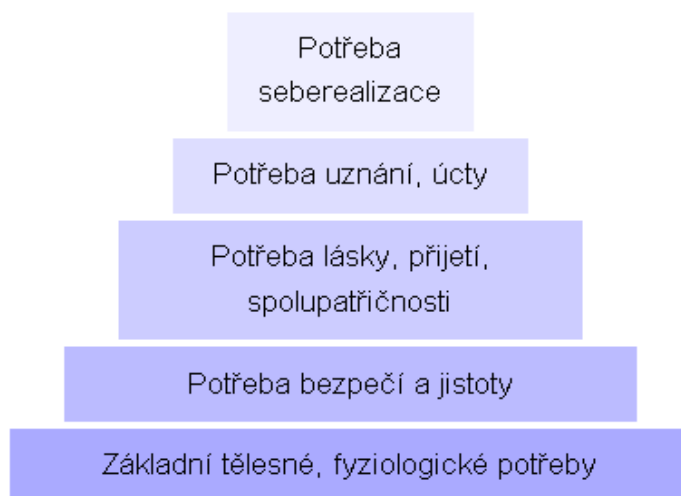 Potřeba
seberealizace
Potřeba uznání, úcty
Potřeba lásky, přijetí,
spolupatřičnosti
Potřeba bezpečí a jistoty
Základní tělesné, fyziologické potřeby